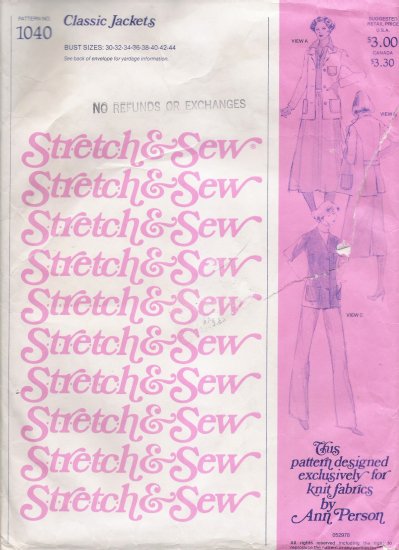 PATTERN NO.
1040
Classic Jackets
BUST SIZES: 30-32-34-36-38-40-42-44
See back of envelope for yardage information.
NO REFUNDS OR EXCHANGES
Stretch & Sew®
Stretch & Sew
Stretch & Sew
Stretch & Sew
Stretch & Sew
Stretch & Sew
Stretch & Sew
Stretch & Sew
Stretch & Sew
SUGGESTED
RETAIL PRICE
U.S.A.
$3.00
CANADA
$3.30
VIEW A
VIEW C
This
pattern designed
exclusively for
knit fabrics
by
Ann Person
052978
All rights reserved including the right to